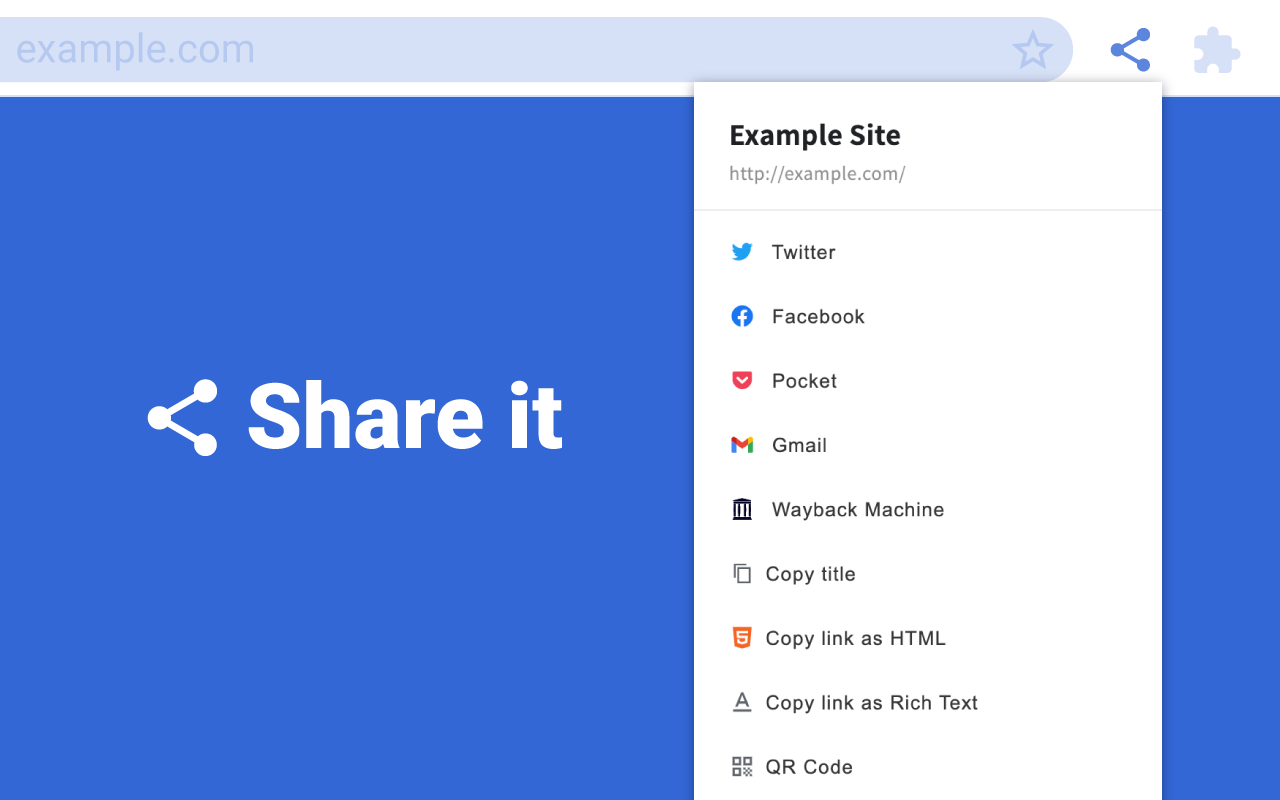 example.com
Example Site
http://example.com/
Twitter
Facebook
Pocket
Share it
Gmail
Wayback Machine
Copy title
Copy link as HTML
Copy link as Rich Text
QR Code